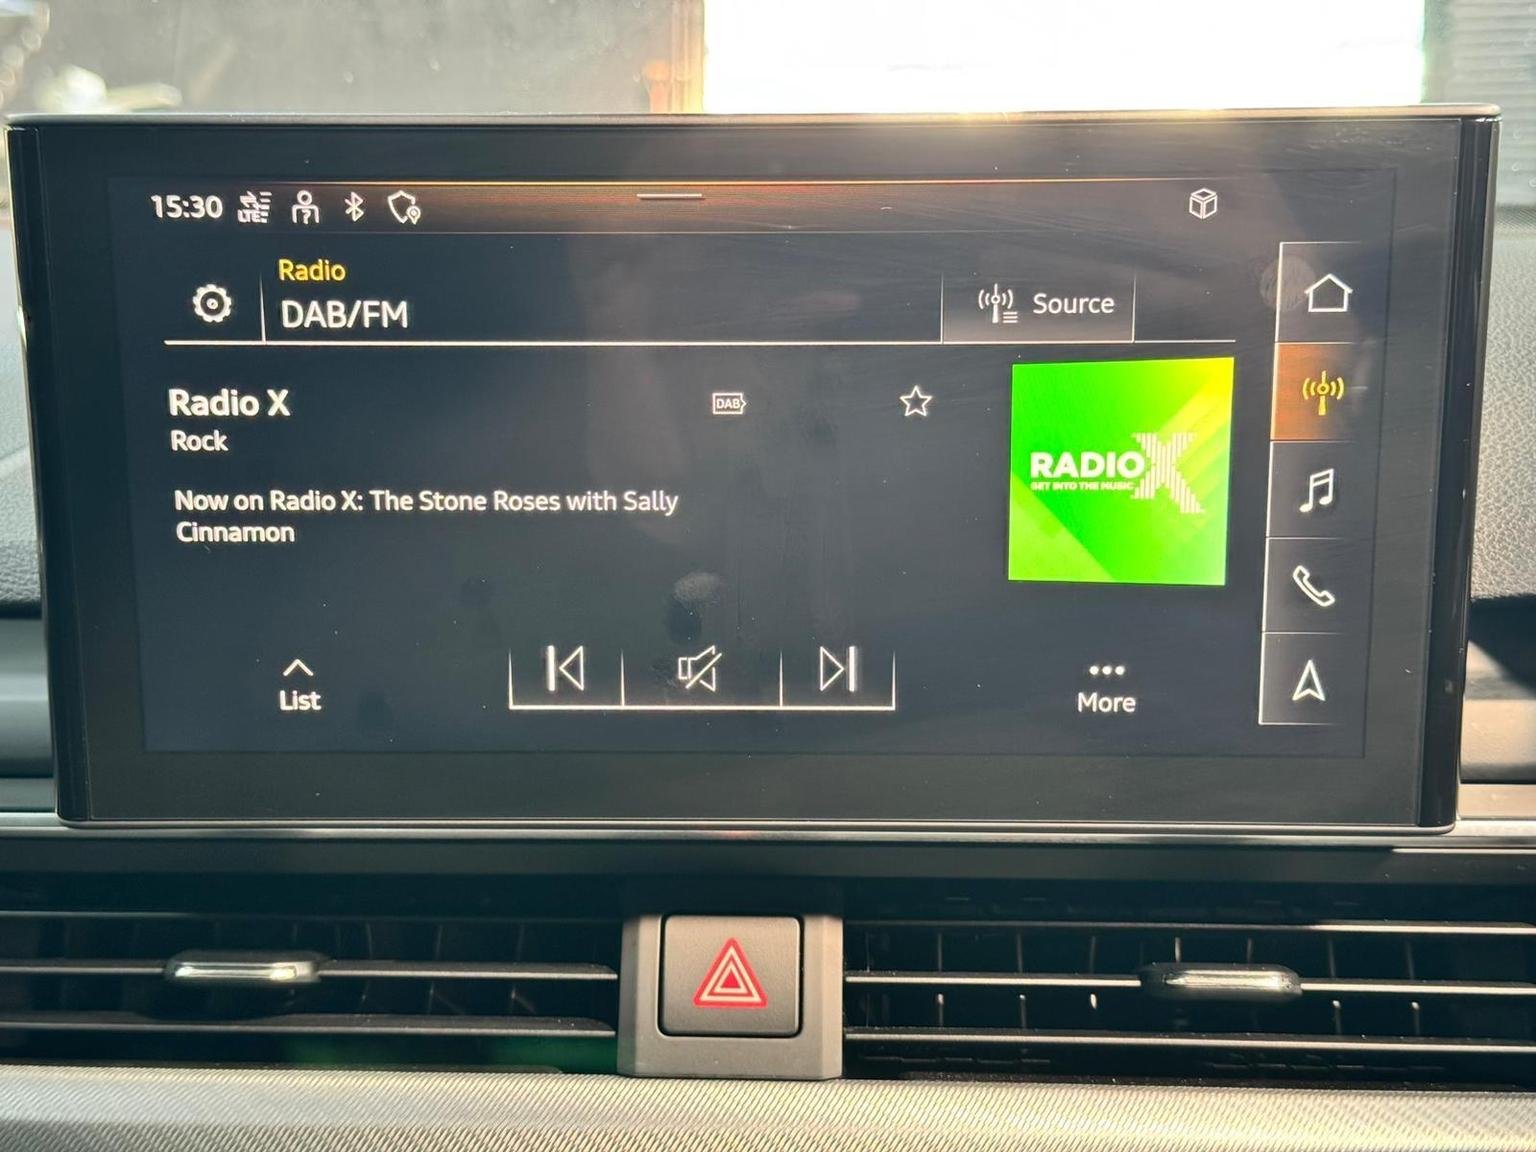 15:30 LTE
Radio
DAB/FM
Source
Radio X
DAB
Rock
RADIO X
GET INTO THE MUSIC
Now on Radio X: The Stone Roses with Sally
Cinnamon
List
More